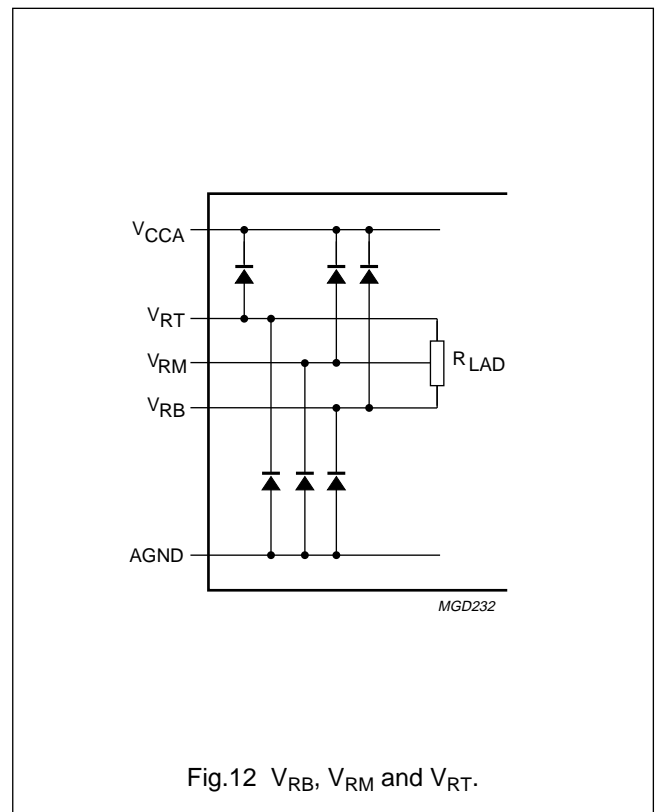 VCCA
VRT
VRM
RLAD
VRB
AGND
MGD232
Fig.12 VRB, VRM and VRT.